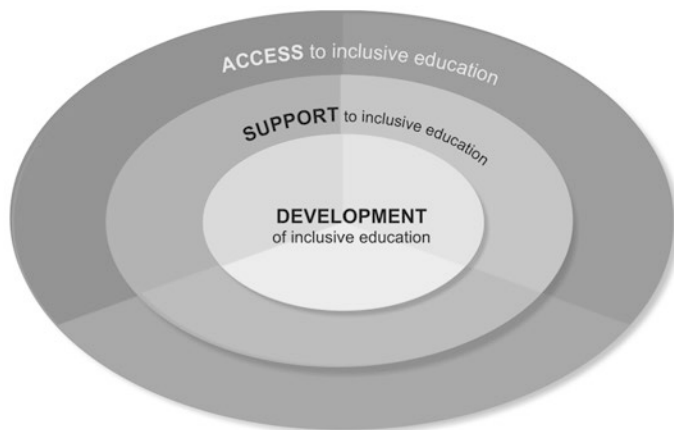 ACCESS to inclusive education
SUPPORT to inclusive education
DEVELOPMENT
of inclusive education